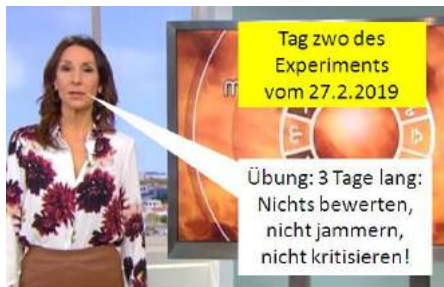 Tag zwo des
Experiments
vom 27.2.2019
Übung: 3 Tage lang:
Nichts bewerten,
nicht jammern,
nicht kritisieren!